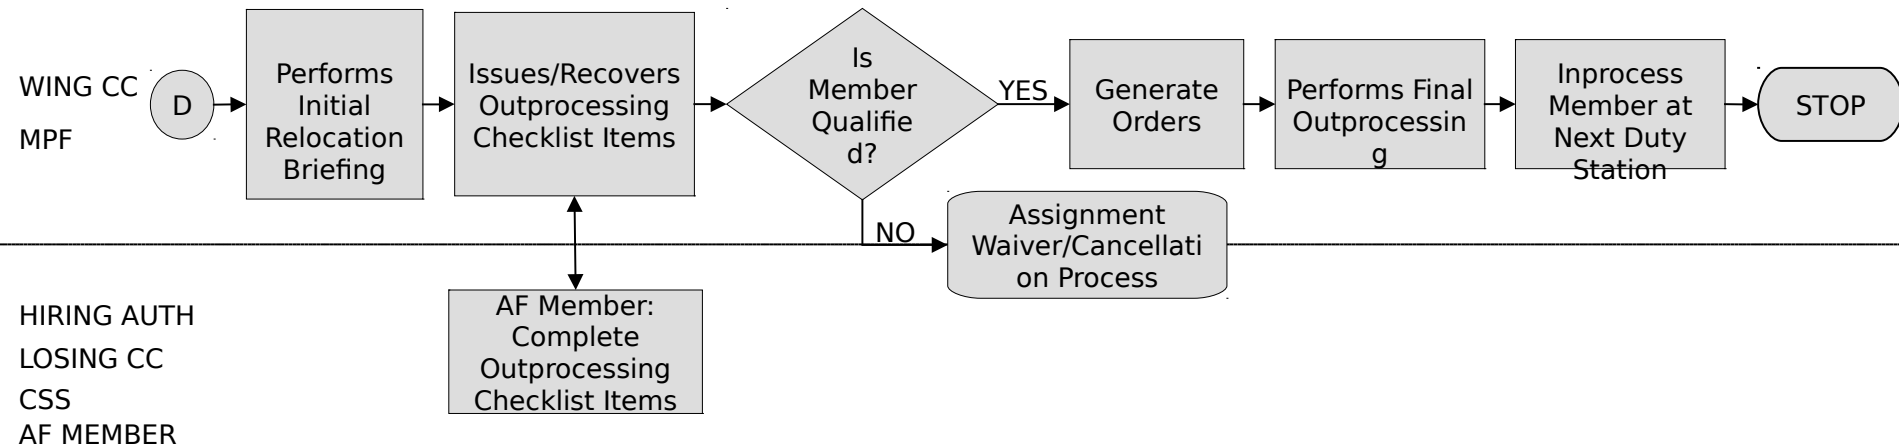 WING CC
MPF
D
Performs
Initial
Relocation
Briefing
Issues/Recovers
Outprocessing
Checklist Items
Is
Member
Qualifie
d?
YES
Generate
Orders
Performs Final
Outprocessin
g
Inprocess
Member at
Next Duty
Station
STOP
NO
Assignment
Waiver/Cancellati
on Process
HIRING AUTH
LOSING CC
CSS
AF MEMBER
AF Member:
Complete
Outprocessing
Checklist Items